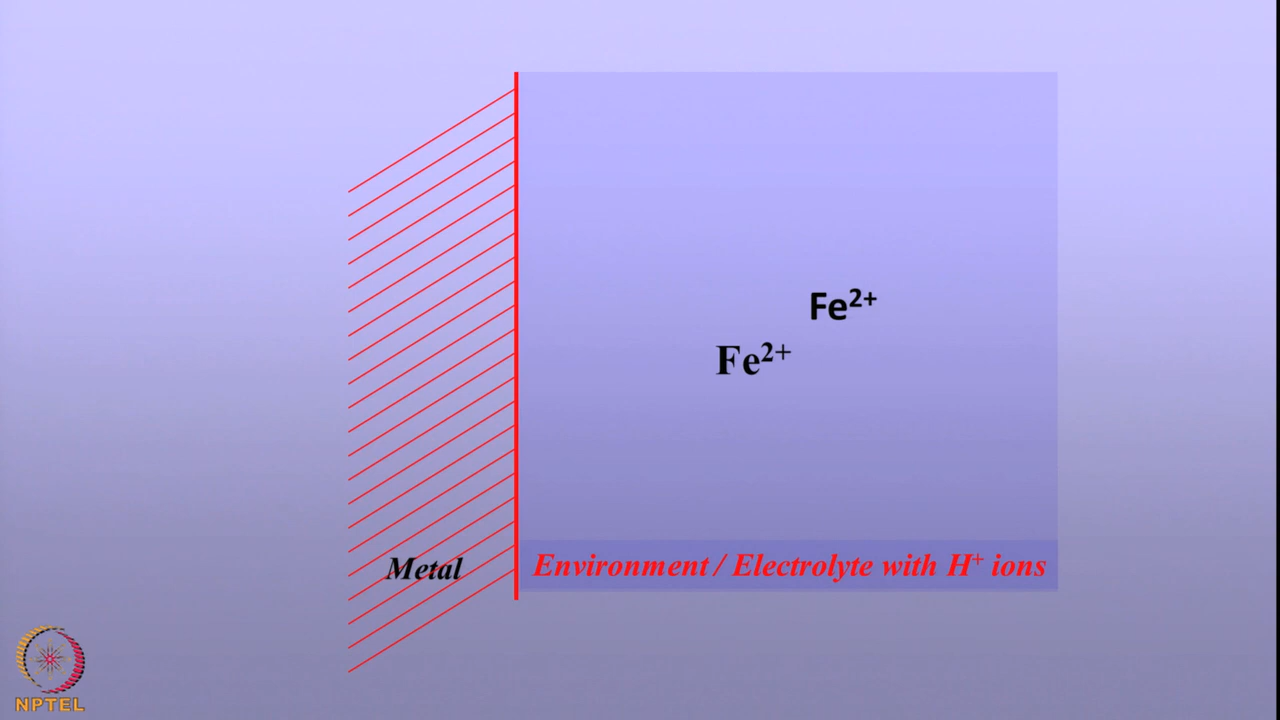 Fe²⁺
Fe²⁺
Metal
Environment / Electrolyte with H⁺ ions
NPTEL